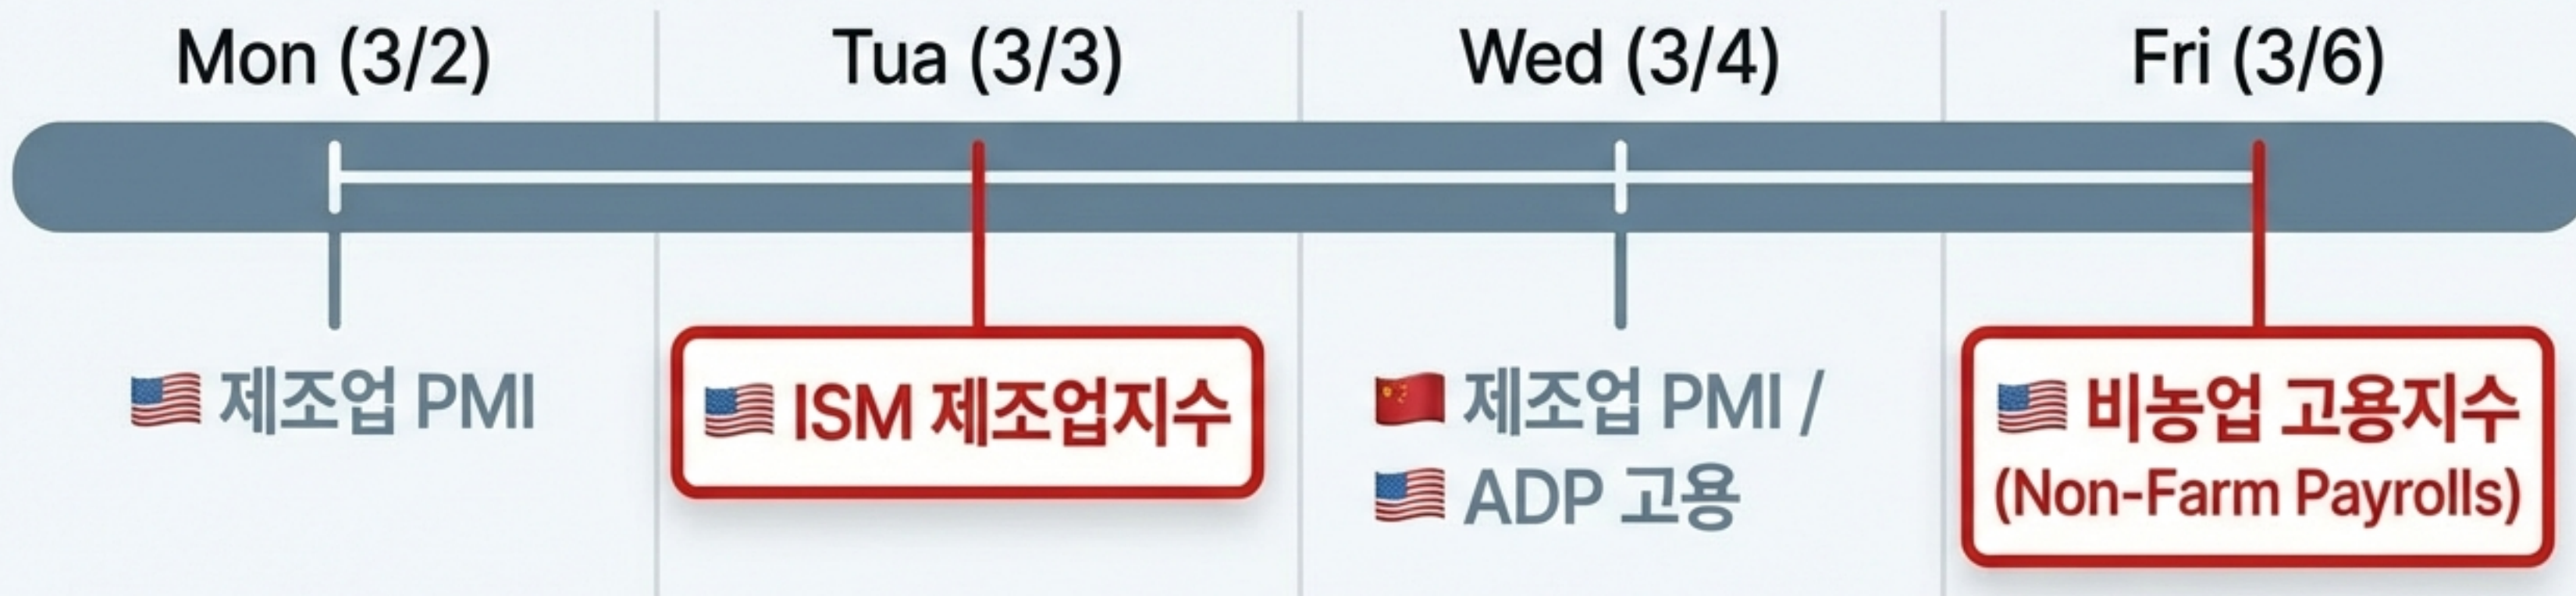 Mon (3/2)
Tua (3/3)
Wed (3/4)
Fri (3/6)
🇺🇸 제조업 PMI
🇺🇸 ISM 제조업지수
🇨🇳 제조업 PMI /
🇺🇸 ADP 고용
🇺🇸 비농업 고용지수
(Non-Farm Payrolls)